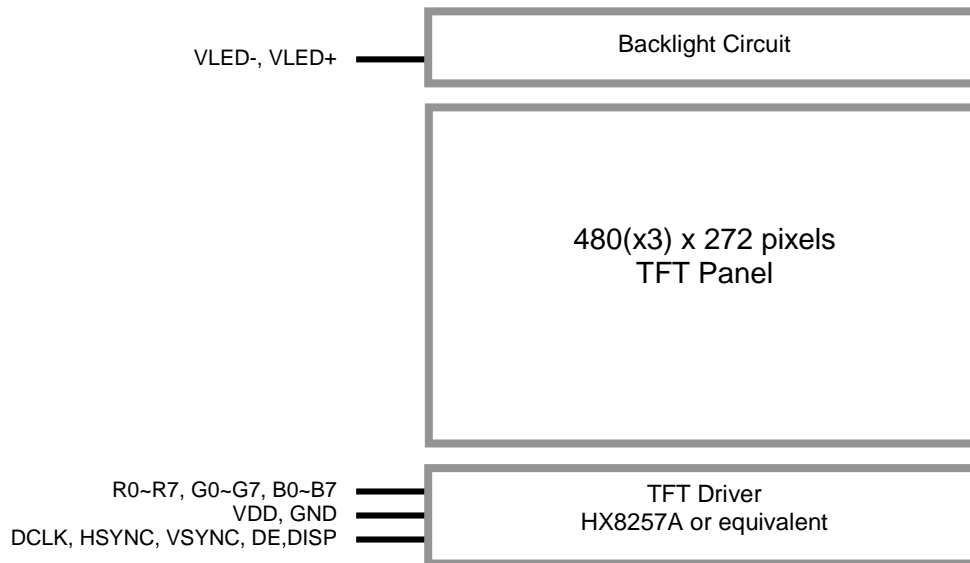 Backlight Circuit
VLED-, VLED+
480(x3) x 272 pixels
TFT Panel
R0~R7, G0~G7, B0~B7
VDD, GND
DCLK, HSYNC, VSYNC, DE,DISP
TFT Driver
HX8257A or equivalent